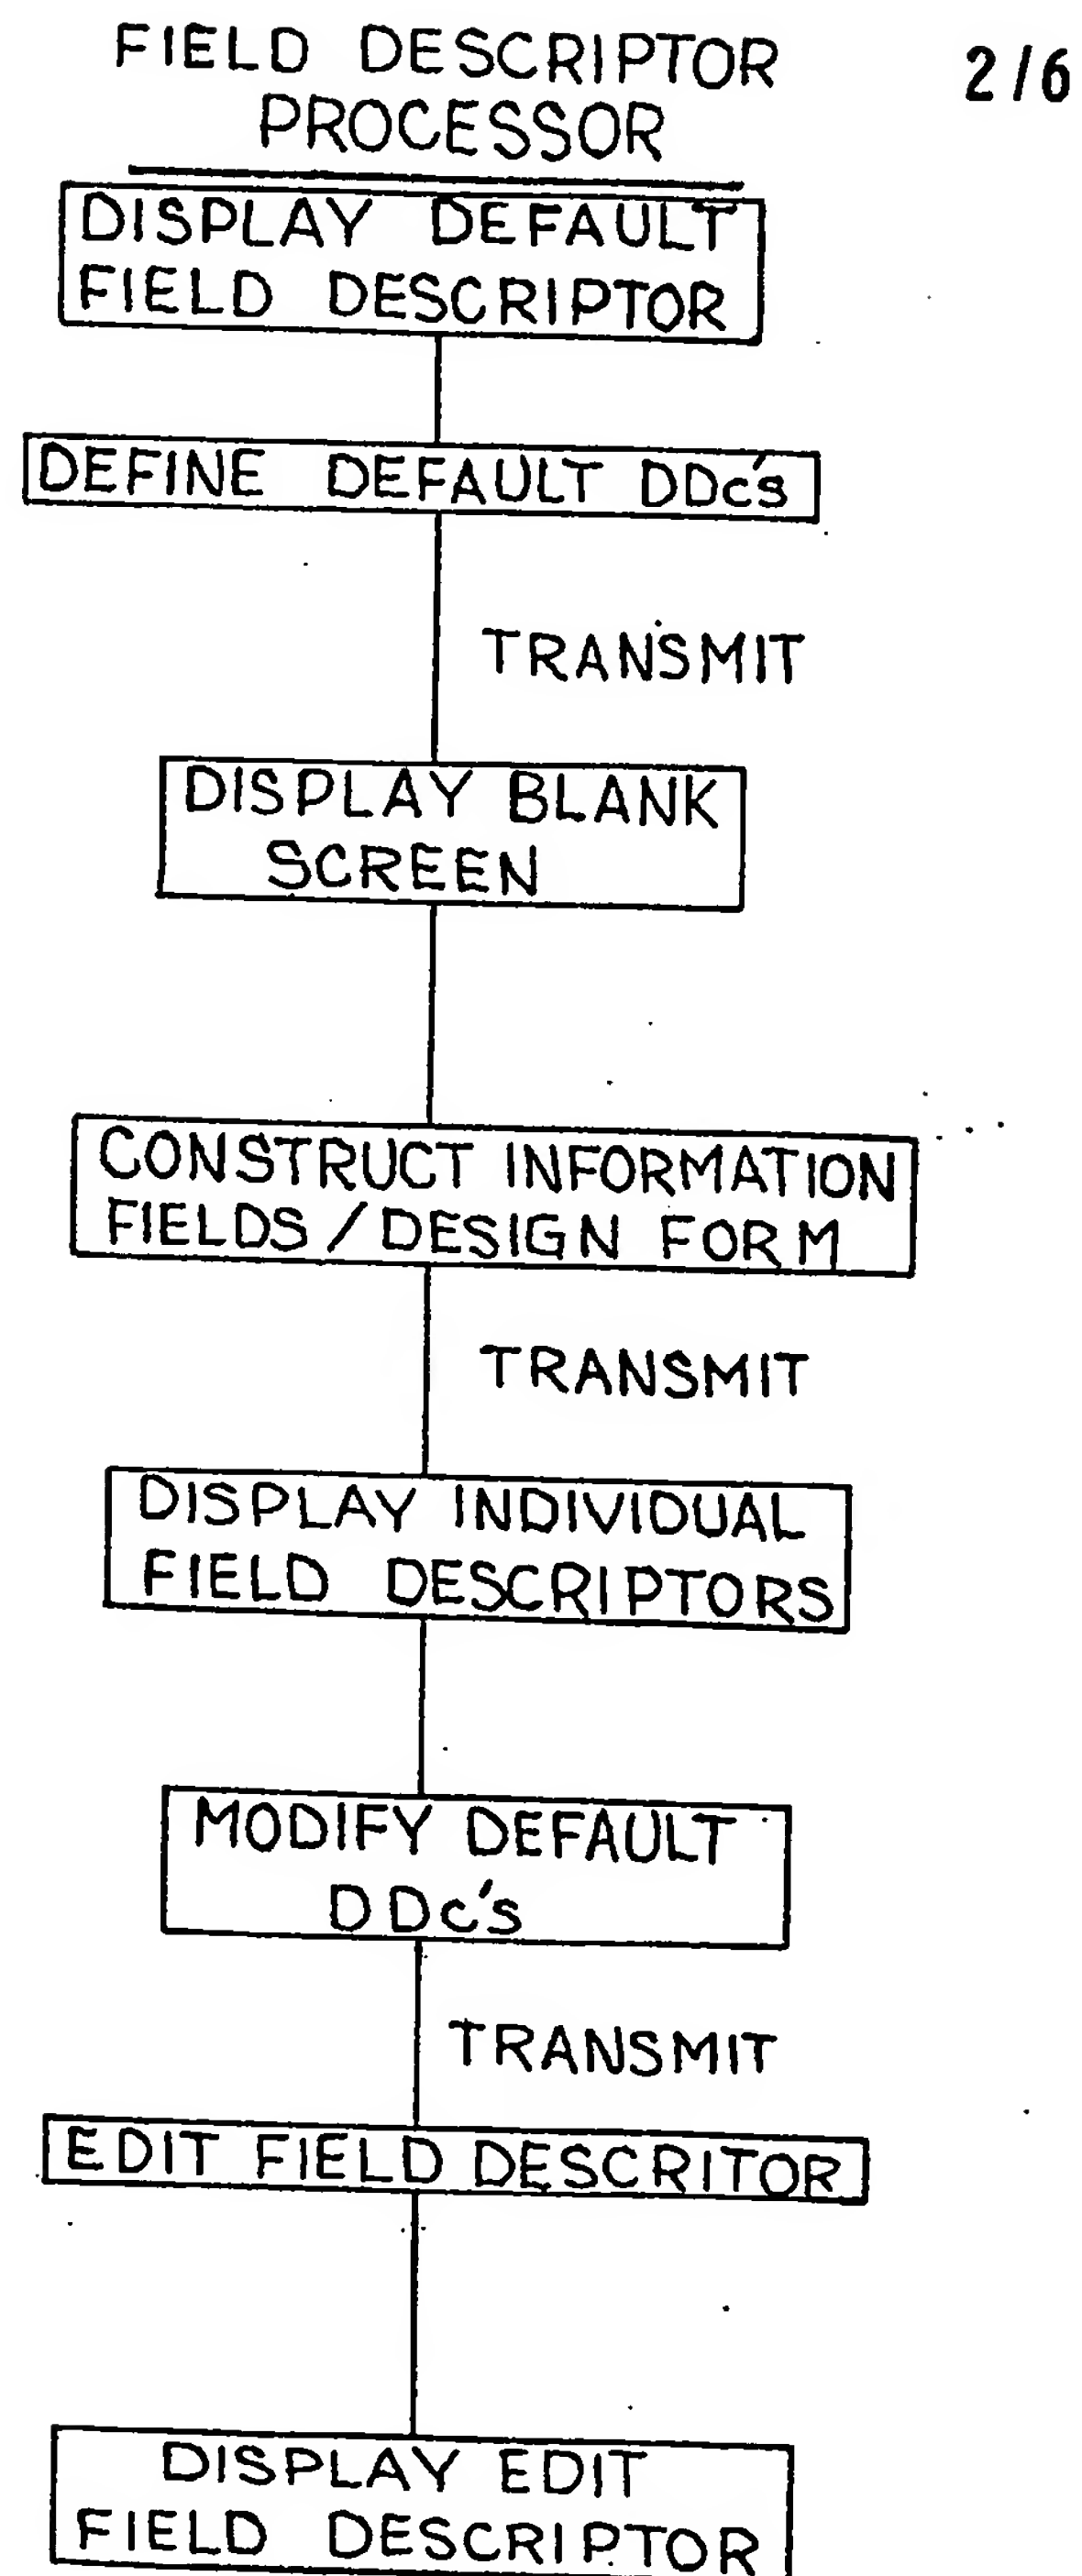 FIELD DESCRIPTOR
PROCESSOR
2/6
DISPLAY DEFAULT
FIELD DESCRIPTOR
DEFINE DEFAULT DDc's
TRANSMIT
DISPLAY BLANK
SCREEN
CONSTRUCT INFORMATION
FIELDS/DESIGN FORM
TRANSMIT
DISPLAY INDIVIDUAL
FIELD DESCRIPTORS
MODIFY DEFAULT
DDc's
TRANSMIT
EDIT FIELD DESCRITOR
DISPLAY EDIT
FIELD DESCRIPTOR